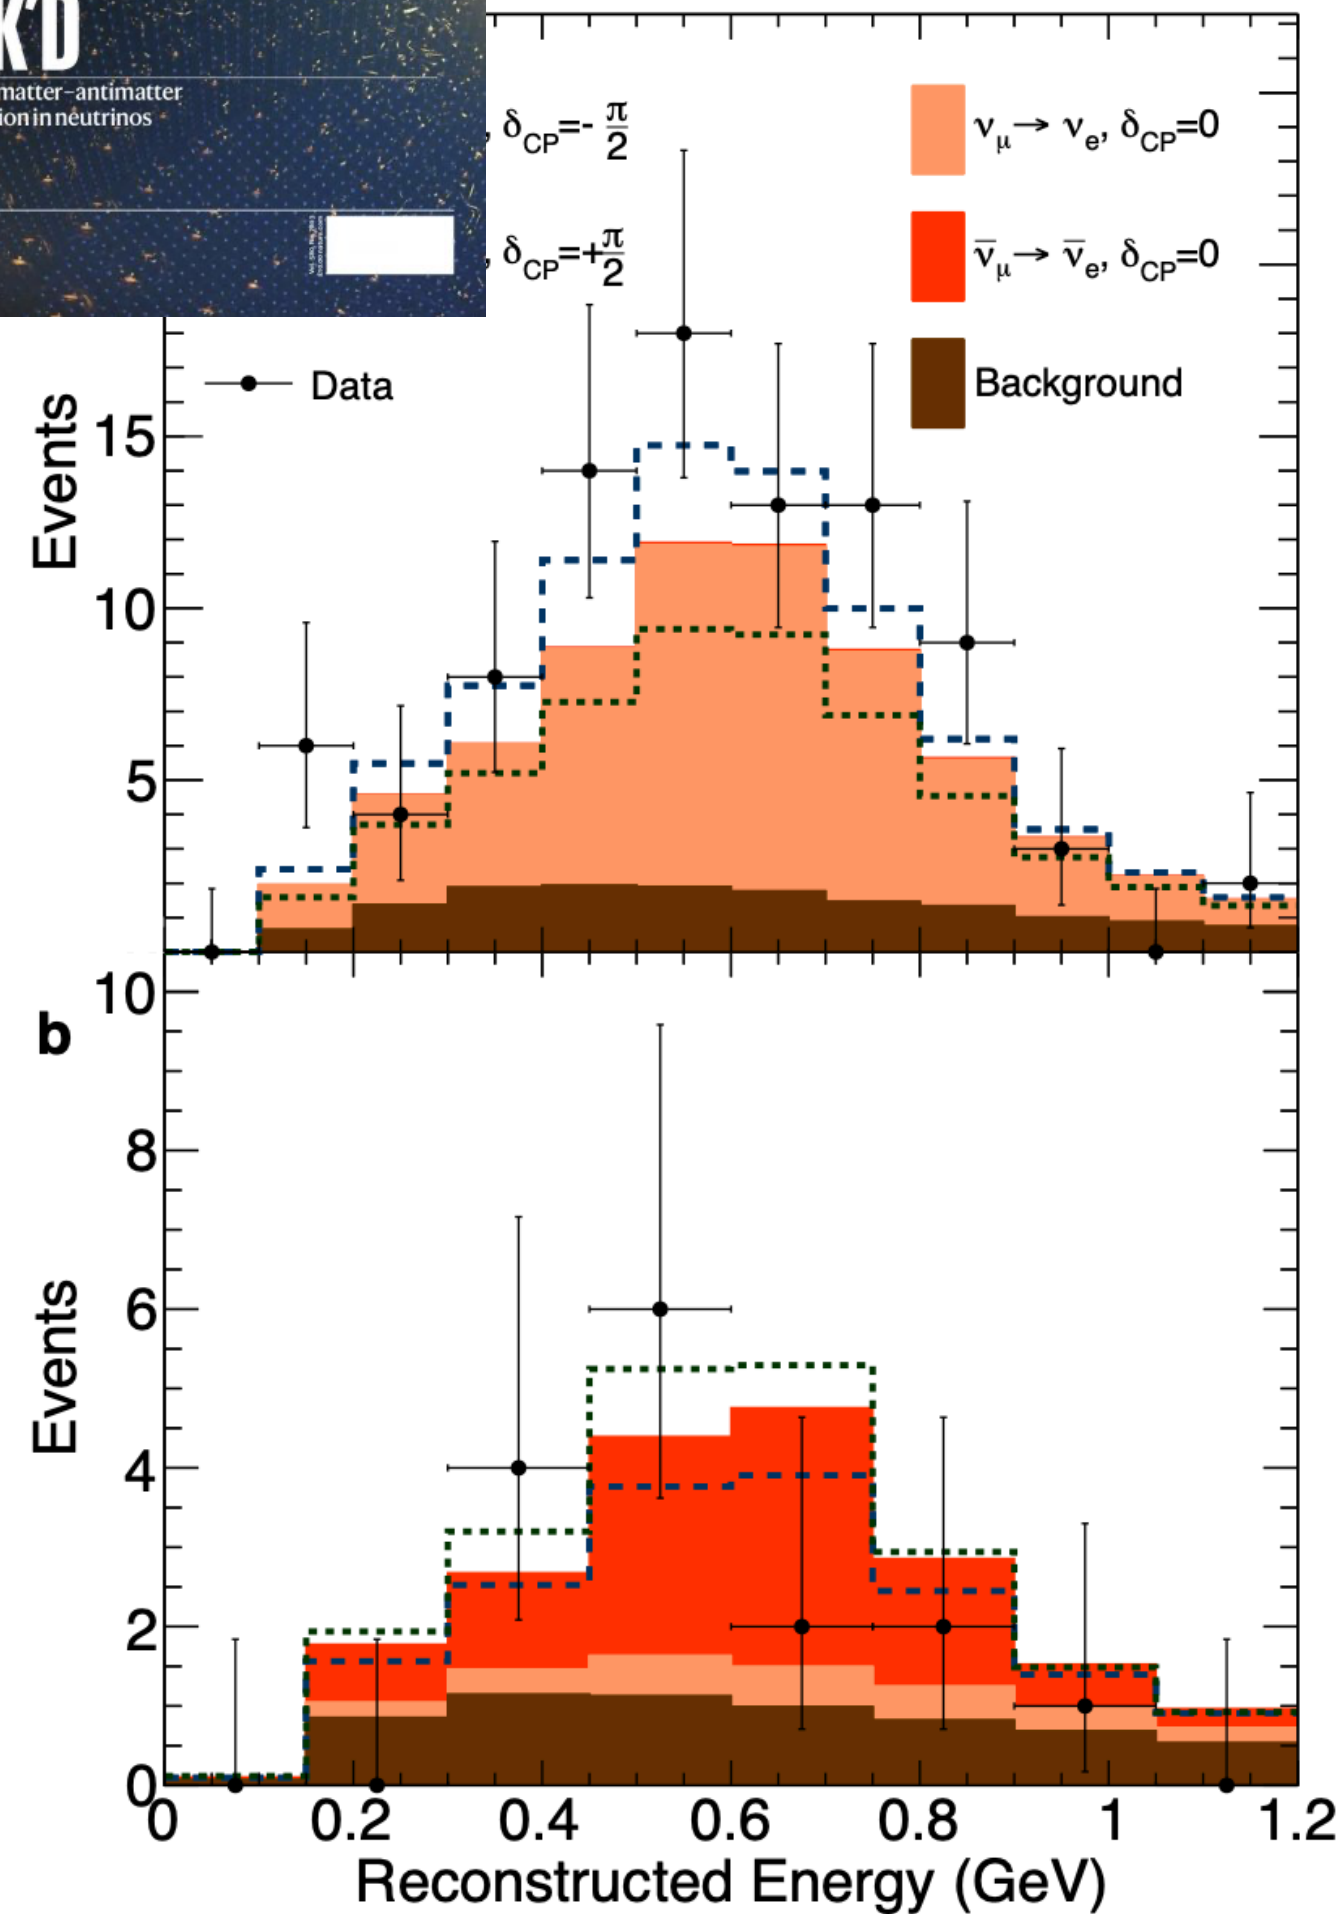 K'D
matter–antimatter
ion in neutrinos
, δCP=- π/2
νμ→ νe, δCP=0
, δCP=+π/2
ν̅μ→ ν̅e, δCP=0
Data
Background
Events
15
10
5
b
Events
10
8
6
4
2
0
0 0.2 0.4 0.6 0.8 1 1.2
Reconstructed Energy (GeV)